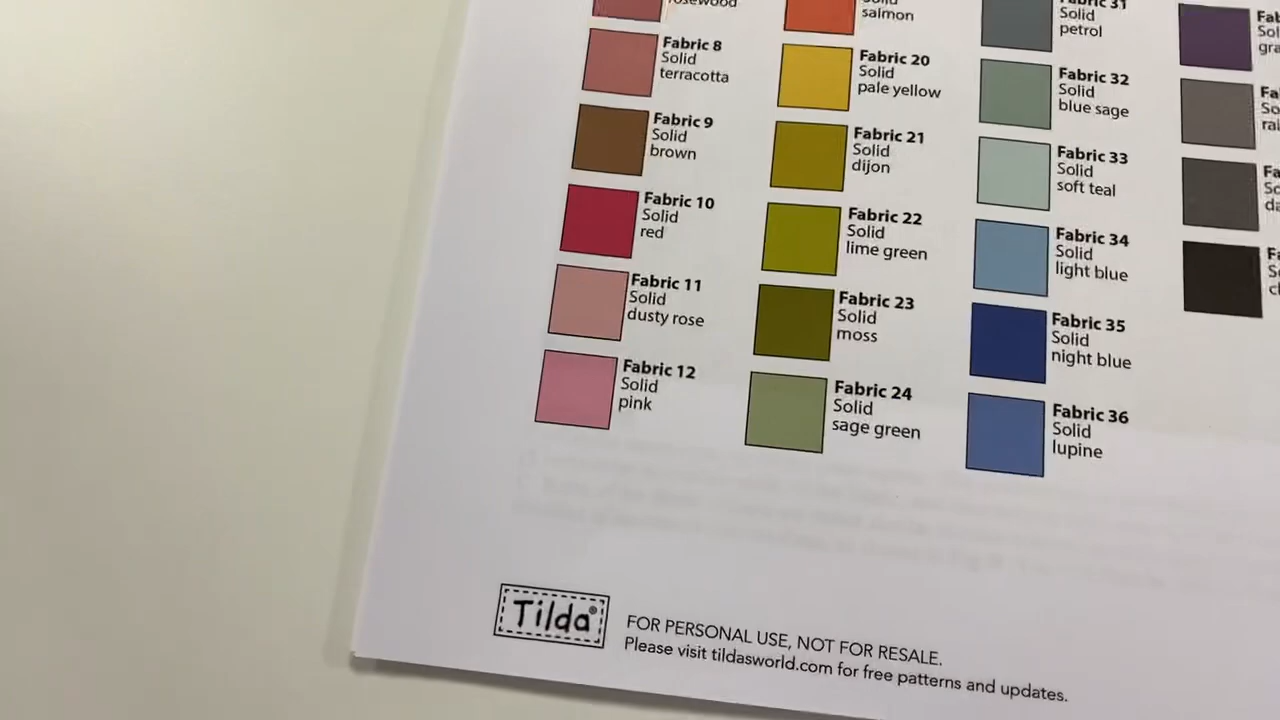 rosewood
Fabric 8
Solid
terracotta
Fabric 9
Solid
brown
Fabric 10
Solid
red
Fabric 11
Solid
dusty rose
Fabric 12
Solid
pink
salmon
Fabric 20
Solid
pale yellow
Fabric 21
Solid
dijon
Fabric 22
Solid
lime green
Fabric 23
Solid
moss
Fabric 24
Solid
sage green
Fabric 31
Solid
petrol
Fabric 32
Solid
blue sage
Fabric 33
Solid
soft teal
Fabric 34
Solid
light blue
Fabric 35
Solid
night blue
Fabric 36
Solid
lupine
Tilda®
FOR PERSONAL USE, NOT FOR RESALE.
Please visit tildasworld.com for free patterns and updates.